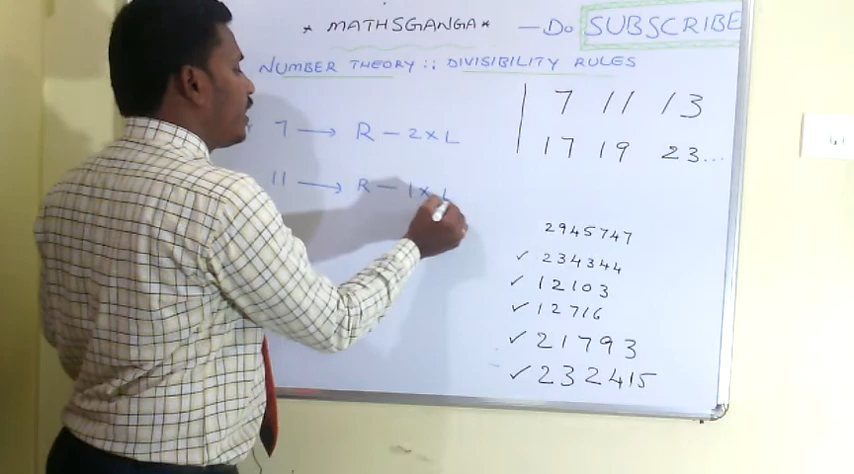 * MATHSGANGA * — Do SUBSCRIBE
NUMBER THEORY :: DIVISIBILITY RULES
7 → R – 2 × L
11 → R – 1 × L
7 11 13
17 19 23...
2945747
✓ 234344
✓ 12103
✓ 12716
✓ 21793
✓ 232415